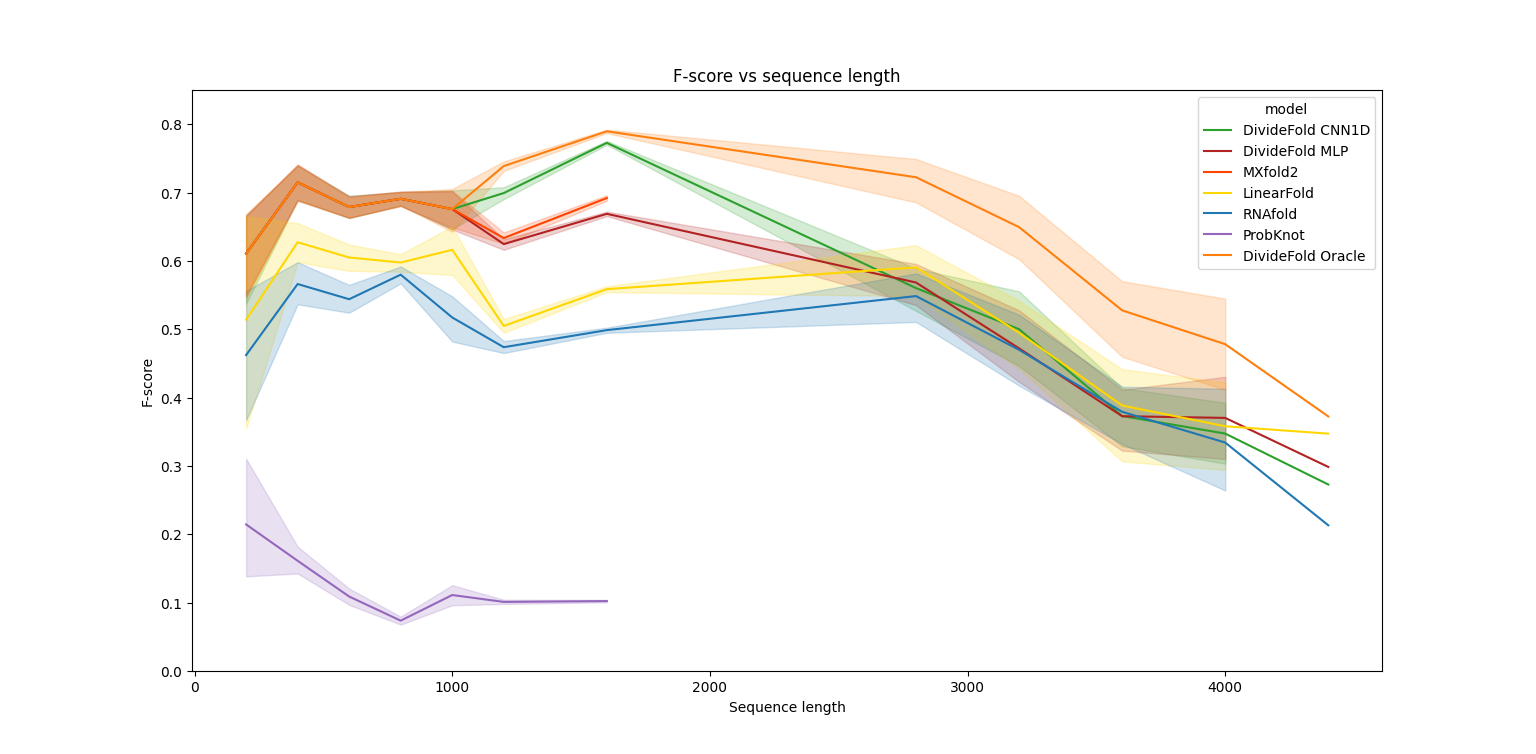 F-score vs sequence length
model
DivideFold CNN1D
DivideFold MLP
MXfold2
LinearFold
RNAfold
ProbKnot
DivideFold Oracle
F-score
0.8
0.7
0.6
0.5
0.4
0.3
0.2
0.1
0.0
0 1000 2000 3000 4000
Sequence length